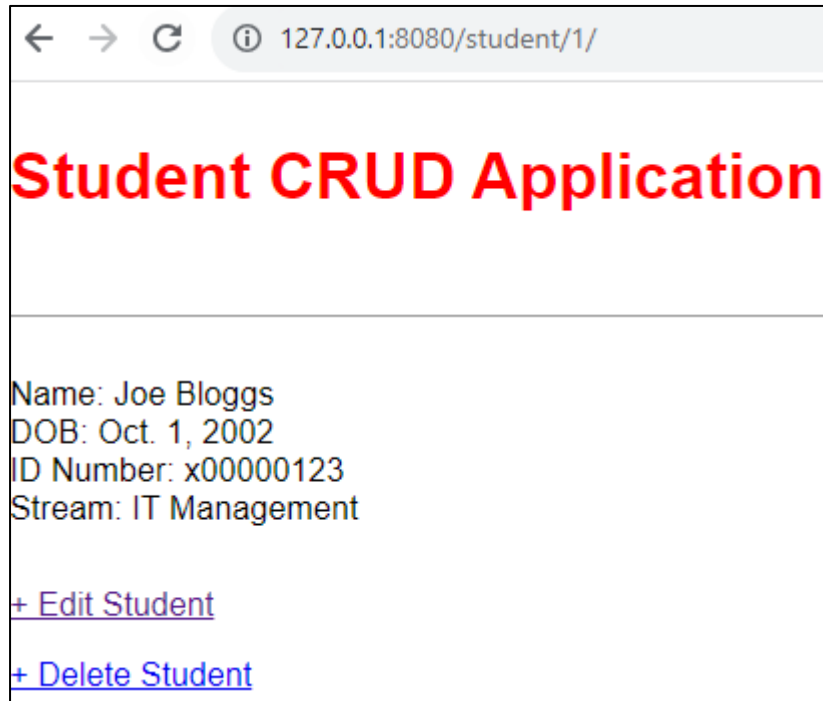 127.0.0.1:8080/student/1/
Student CRUD Application
Name: Joe Bloggs
DOB: Oct. 1, 2002
ID Number: x00000123
Stream: IT Management
+ Edit Student
+ Delete Student